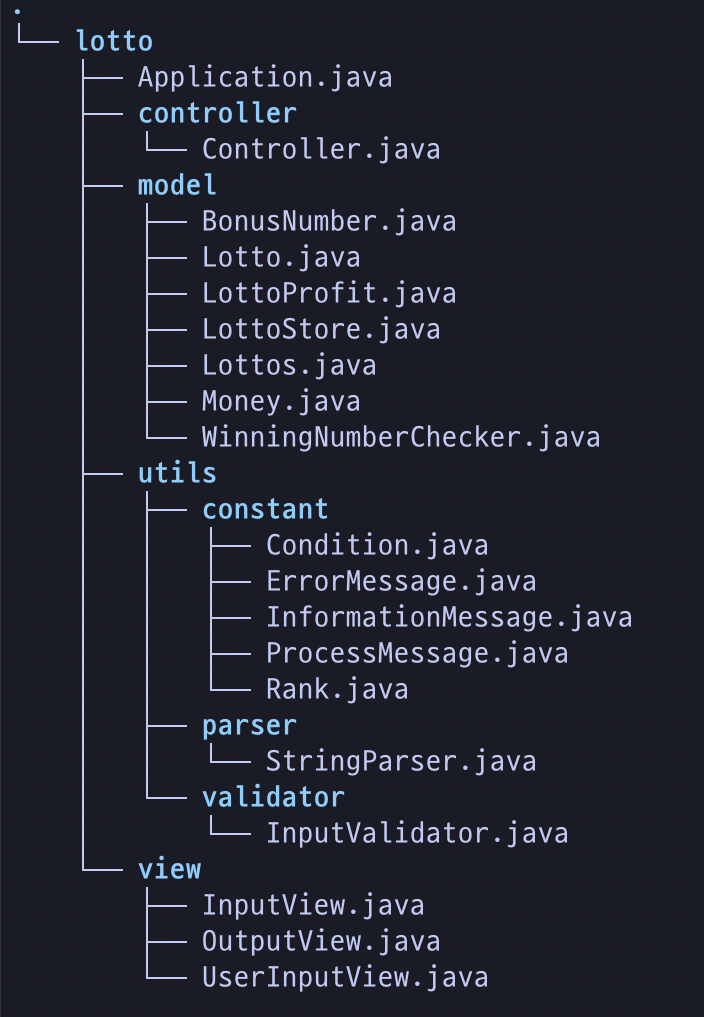 .
lotto
Application.java
controller
Controller.java
model
BonusNumber.java
Lotto.java
LottoProfit.java
LottoStore.java
Lottos.java
Money.java
WinningNumberChecker.java
utils
constant
Condition.java
ErrorMessage.java
InformationMessage.java
ProcessMessage.java
Rank.java
parser
StringParser.java
validator
InputValidator.java
view
InputView.java
OutputView.java
UserInputView.java